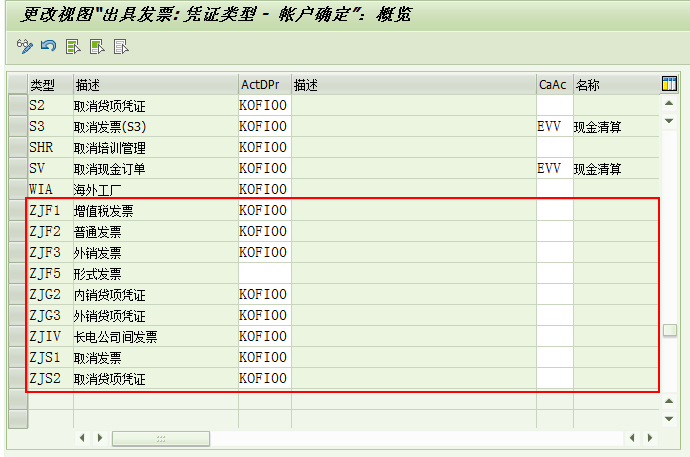 更改视图"出具发票: 凭证类型 - 帐户确定": 概览
类型 描述 ActDPr 描述 CaAc 名称
S2 取消贷项凭证 KOFI00
S3 取消发票(S3) KOFI00 EVV 现金清算
SHR 取消培训管理 KOFI00
SV 取消现金订单 KOFI00 EVV 现金清算
WIA 海外工厂 KOFI00
ZJF1 增值税发票 KOFI00
ZJF2 普通发票 KOFI00
ZJF3 外销发票 KOFI00
ZJF5 形式发票
ZJG2 内销贷项凭证 KOFI00
ZJG3 外销贷项凭证 KOFI00
ZJIV 长电公司间发票 KOFI00
ZJS1 取消发票 KOFI00
ZJS2 取消贷项凭证 KOFI00